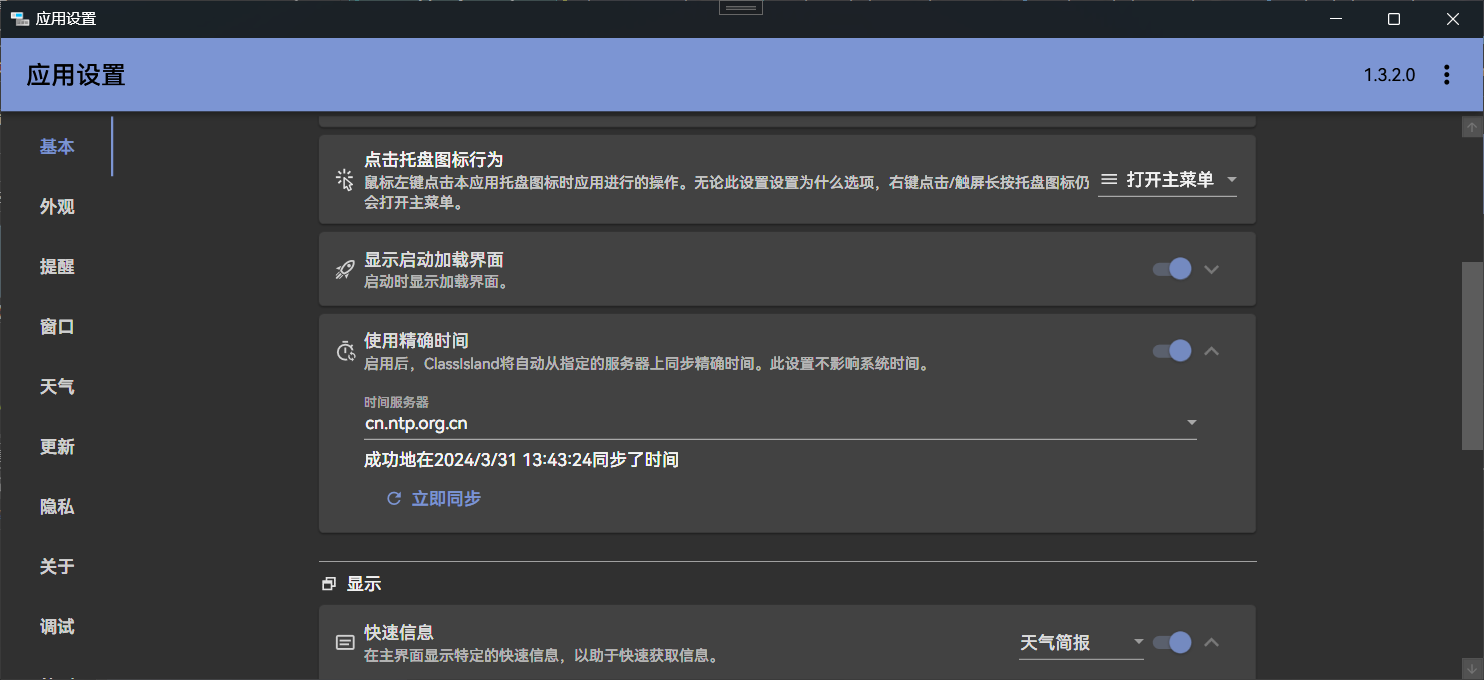 应用设置
应用设置
1.3.2.0
基本
外观
提醒
窗口
天气
更新
隐私
关于
调试
点击托盘图标行为
鼠标左键点击本应用托盘图标时应用进行的操作。无论此设置设置为什么选项，右键点击/触屏长按托盘图标仍
会打开主菜单。
打开主菜单
显示启动加载界面
启动时显示加载界面。
使用精确时间
启用后，ClassIsland将自动从指定的服务器上同步精确时间。此设置不影响系统时间。
时间服务器
cn.ntp.org.cn
成功地在2024/3/31 13:43:24同步了时间
立即同步
显示
快速信息
在主界面显示特定的快速信息，以助于快速获取信息。
天气简报